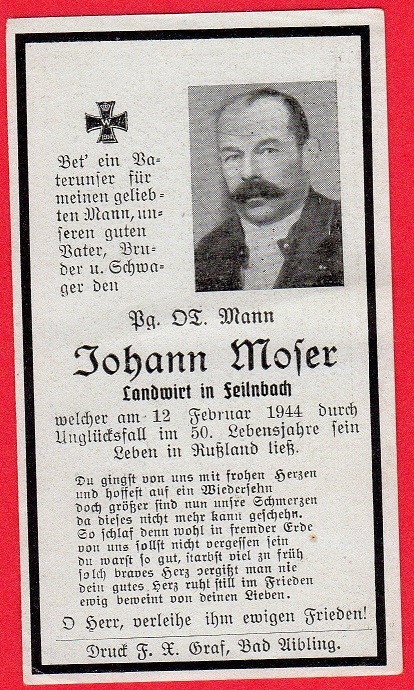 Bet' ein Va-
terunser für
meinen gelieb-
ten Mann, un-
seren guten
Vater, Bru-
der u. Schwa-
ger den
Pg. OT. Mann
Johann Moser
Landwirt in Feilnbach
welcher am 12 Februar 1944 durch
Unglücksfall im 50. Lebensjahre sein
Leben in Rußland ließ.
Du gingst von uns mit frohen Herzen
und hoffest auf ein Wiedersehn
doch größer sind nun unsre Schmerzen
da dieses nicht mehr kann geschehn.
So schlaf denn wohl in fremder Erde
von uns sollst nicht vergessen sein
du warst so gut, starbst viel zu früh
solch braves Herz vergißt man nie
dein gutes Herz ruht still im Frieden
ewig beweint von deinen Lieben.
O Herr, verleihe ihm ewigen Frieden!
Druck F. X. Graf, Bad Aibling.